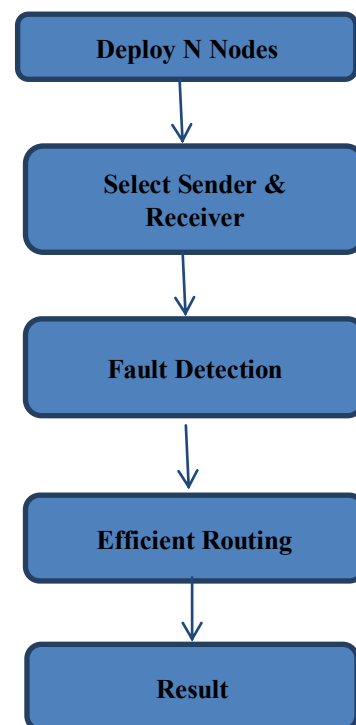 Deploy N Nodes
Select Sender &
Receiver
Fault Detection
Efficient Routing
Result